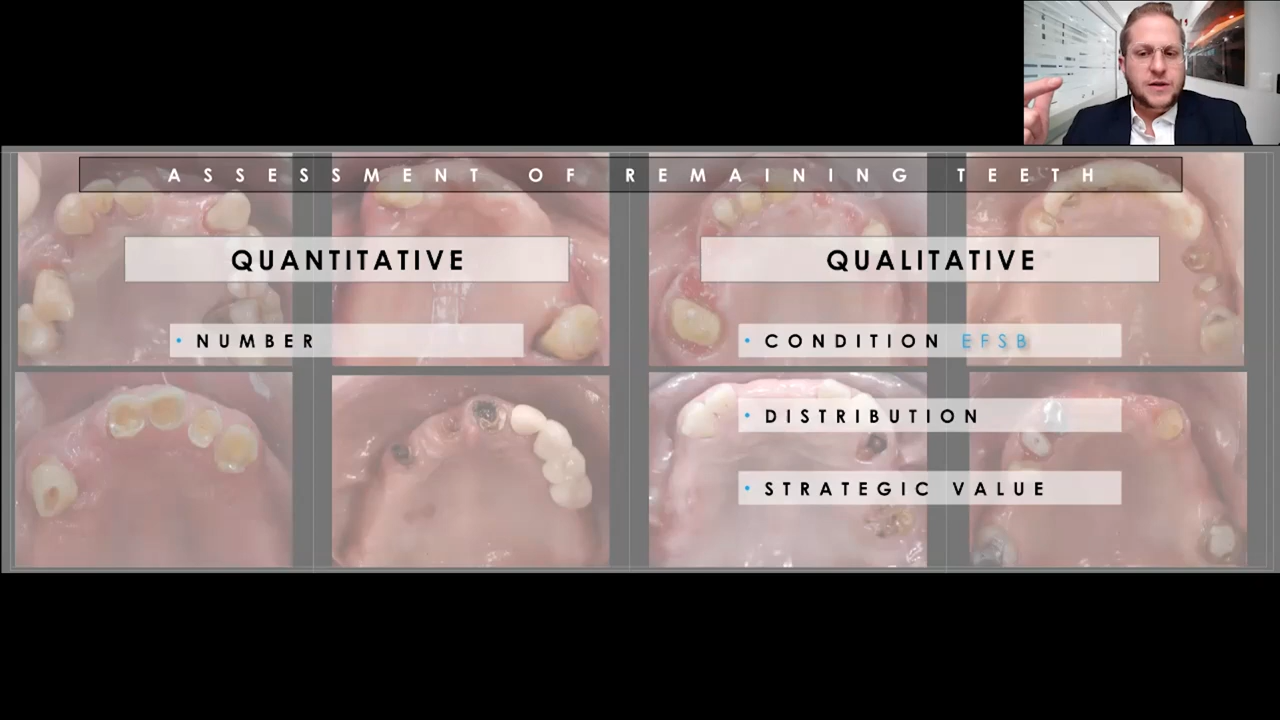 ASSESSMENT OF REMAINING TEETH
QUANTITATIVE
• NUMBER
QUALITATIVE
• CONDITION EFSB
• DISTRIBUTION
• STRATEGIC VALUE